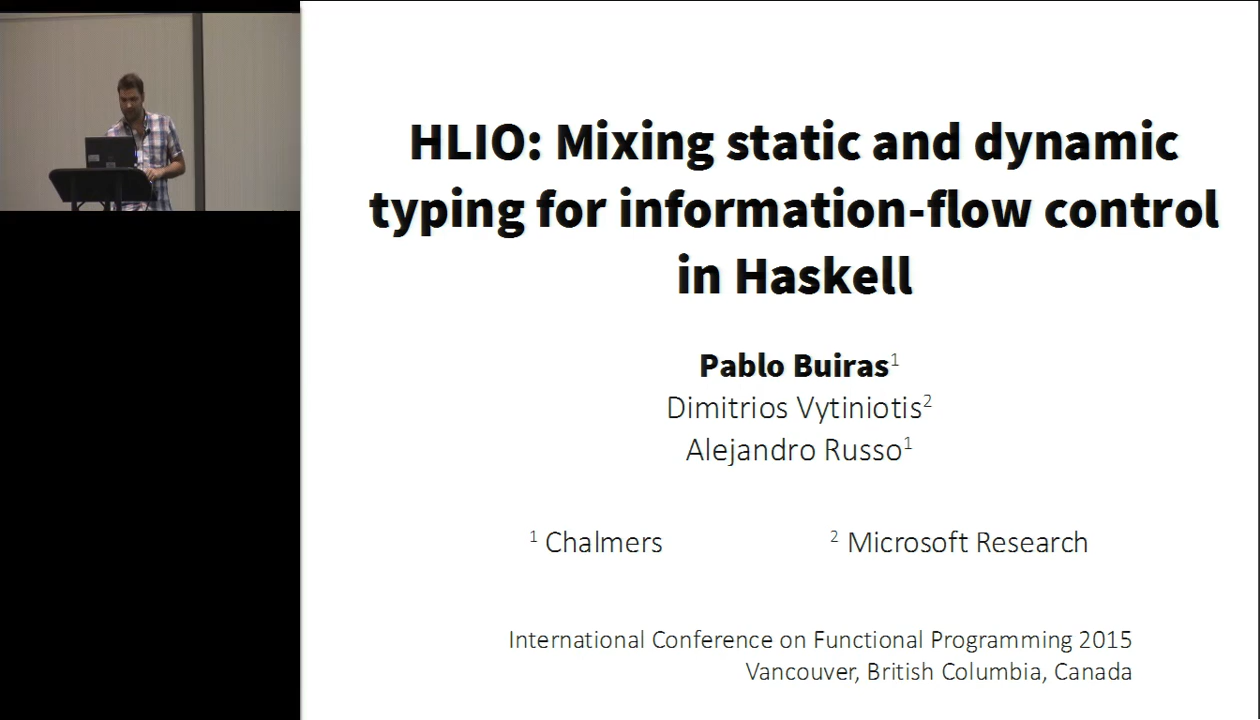 HLIO: Mixing static and dynamic
typing for information-flow control
in Haskell
Pablo Buiras¹
Dimitrios Vytiniotis²
Alejandro Russo¹
¹ Chalmers
² Microsoft Research
International Conference on Functional Programming 2015
Vancouver, British Columbia, Canada